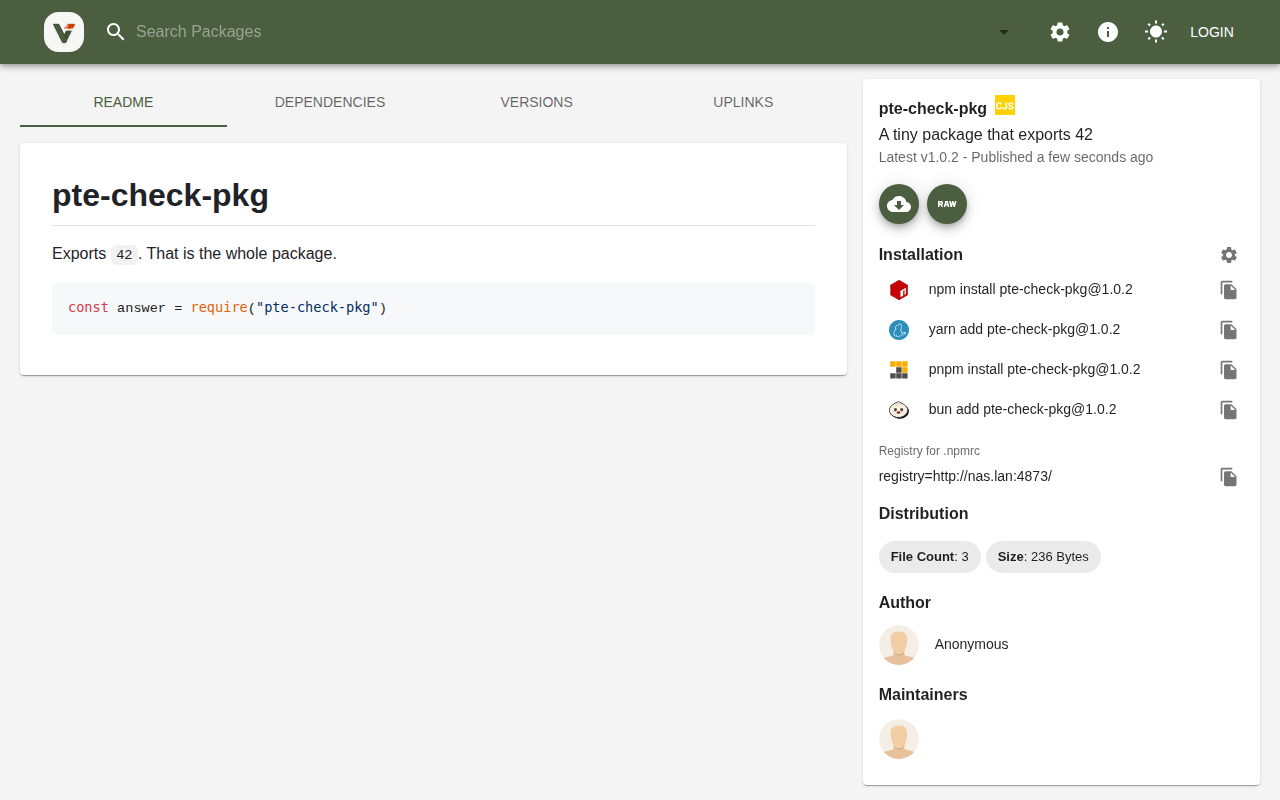 Search Packages
LOGIN
README
DEPENDENCIES
VERSIONS
UPLINKS
pte-check-pkg
Exports 42. That is the whole package.
const answer = require("pte-check-pkg")
pte-check-pkg CJS
A tiny package that exports 42
Latest v1.0.2 - Published a few seconds ago
RAW
Installation
npm install pte-check-pkg@1.0.2
yarn add pte-check-pkg@1.0.2
pnpm install pte-check-pkg@1.0.2
bun add pte-check-pkg@1.0.2
Registry for .npmrc
registry=http://nas.lan:4873/
Distribution
File Count: 3
Size: 236 Bytes
Author
Anonymous
Maintainers